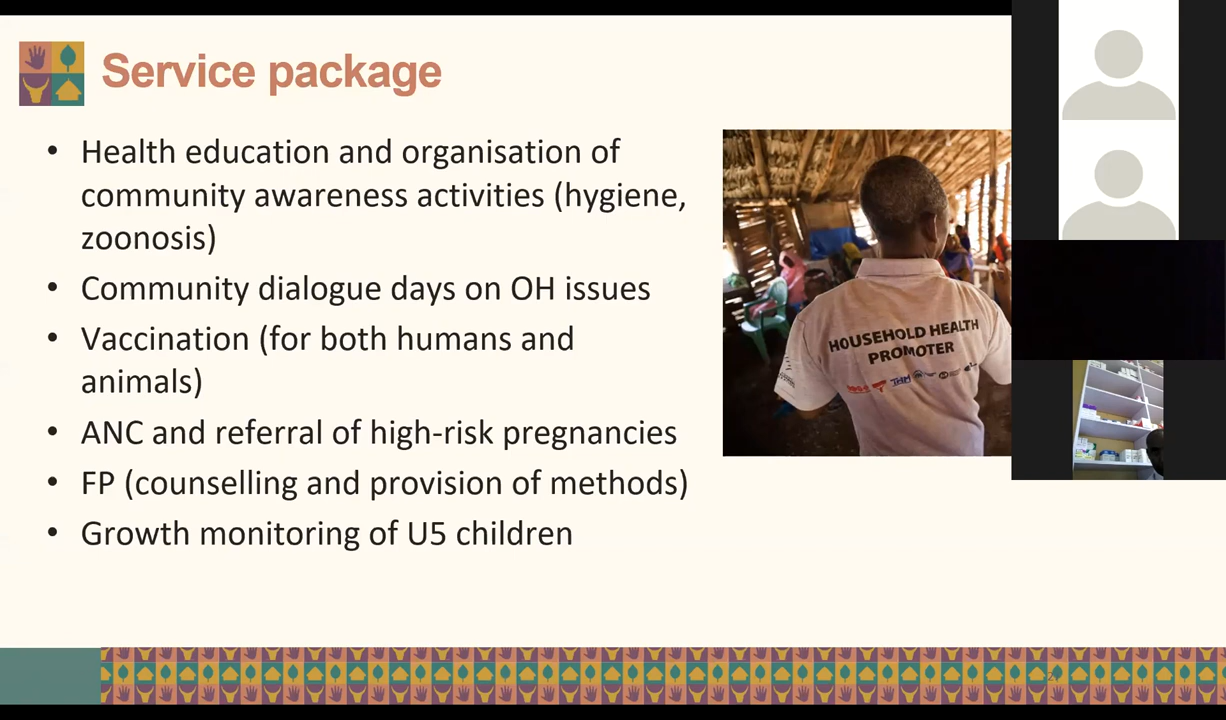 Service package
• Health education and organisation of
community awareness activities (hygiene,
zoonosis)
• Community dialogue days on OH issues
• Vaccination (for both humans and
animals)
• ANC and referral of high-risk pregnancies
• FP (counselling and provision of methods)
• Growth monitoring of U5 children
HOUSEHOLD HEALTH
PROMOTER